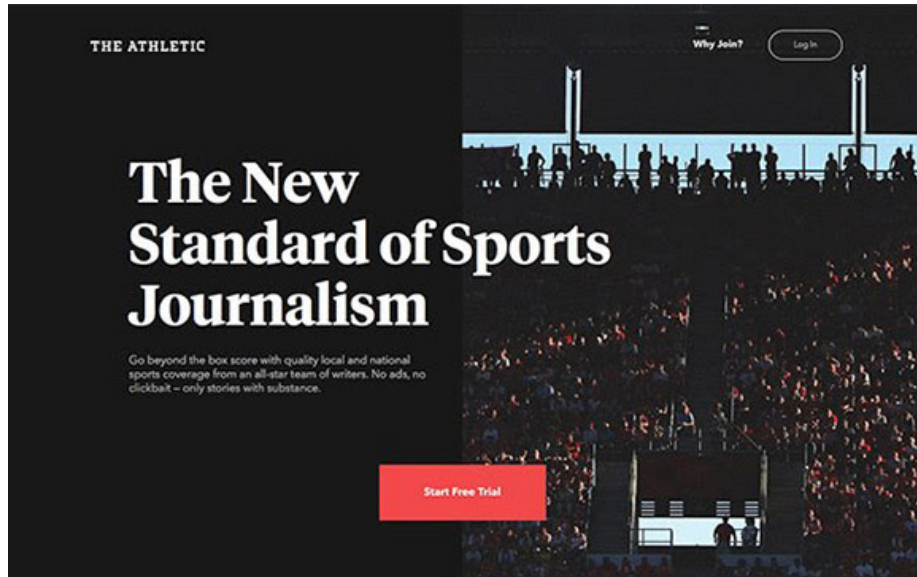 THE ATHLETIC
Why Join?
Log In
The New
Standard of Sports
Journalism
Go beyond the box score with quality local and national
sports coverage from an all-star team of writers. No ads, no
clickbait – only stories with substance.
Start Free Trial